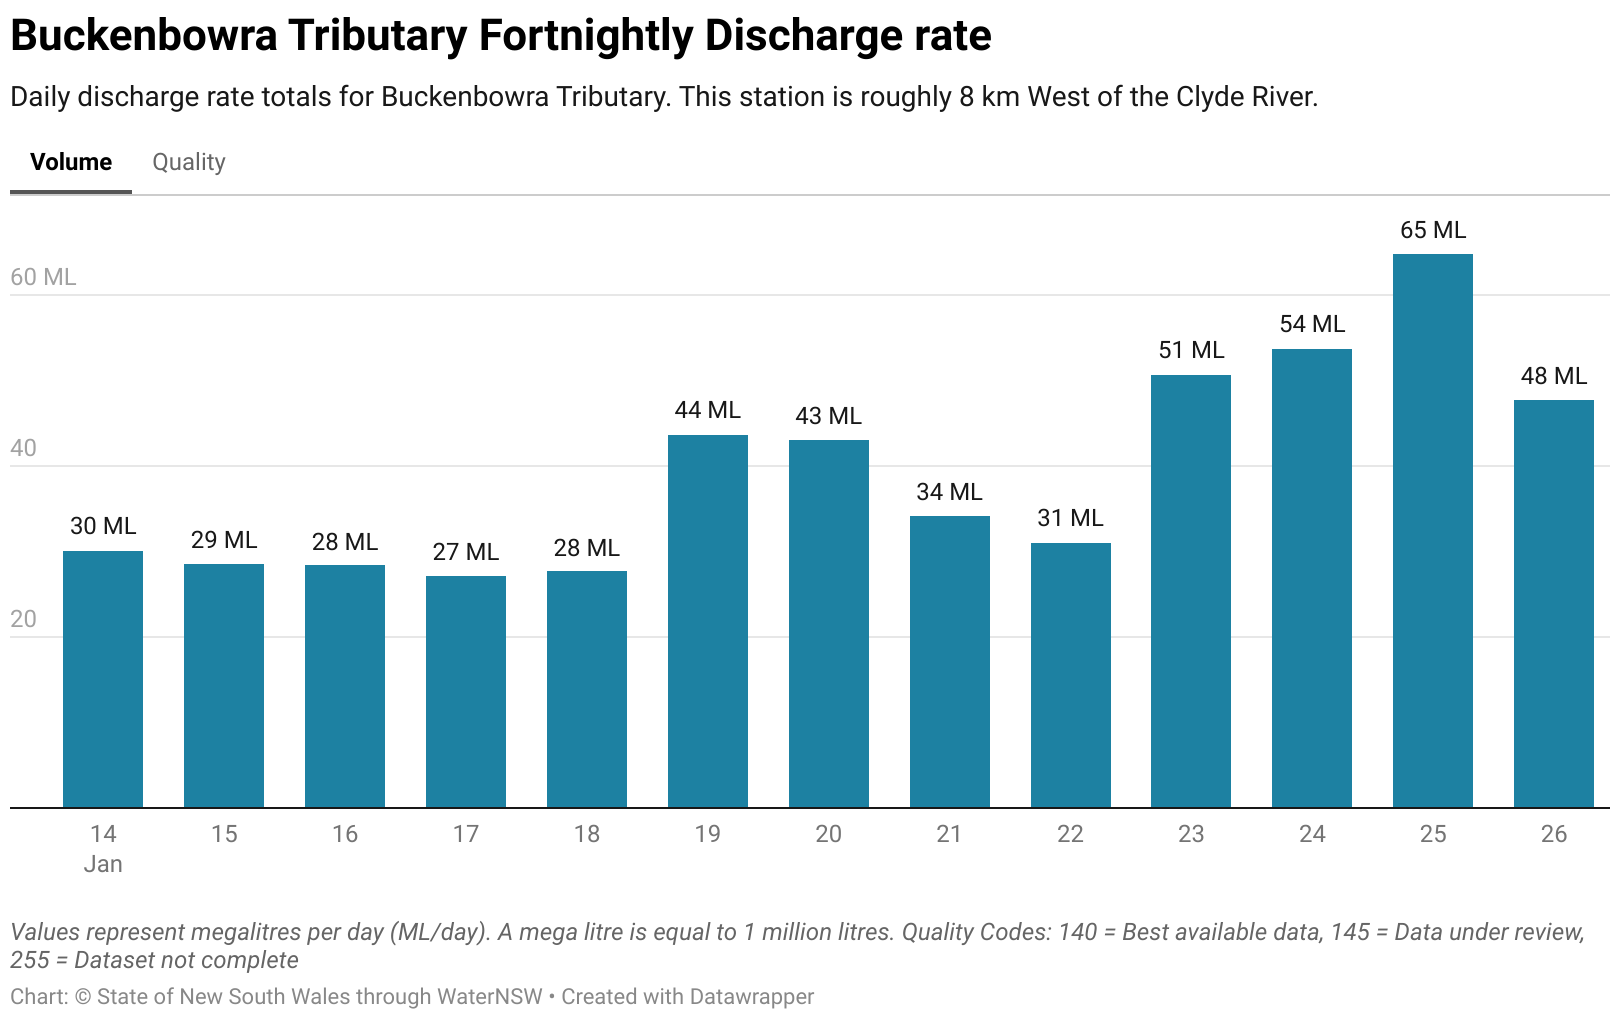 Buckenbowra Tributary Fortnightly Discharge rate
Daily discharge rate totals for Buckenbowra Tributary. This station is roughly 8 km West of the Clyde River.
Volume Quality
65 ML
60 ML
54 ML
51 ML
48 ML
44 ML 43 ML
40
34 ML
31 ML
30 ML 29 ML 28 ML 27 ML 28 ML
20
14 15 16 17 18 19 20 21 22 23 24 25 26
Jan
Values represent megalitres per day (ML/day). A mega litre is equal to 1 million litres. Quality Codes: 140 = Best available data, 145 = Data under review,
255 = Dataset not complete
Chart: © State of New South Wales through WaterNSW • Created with Datawrapper